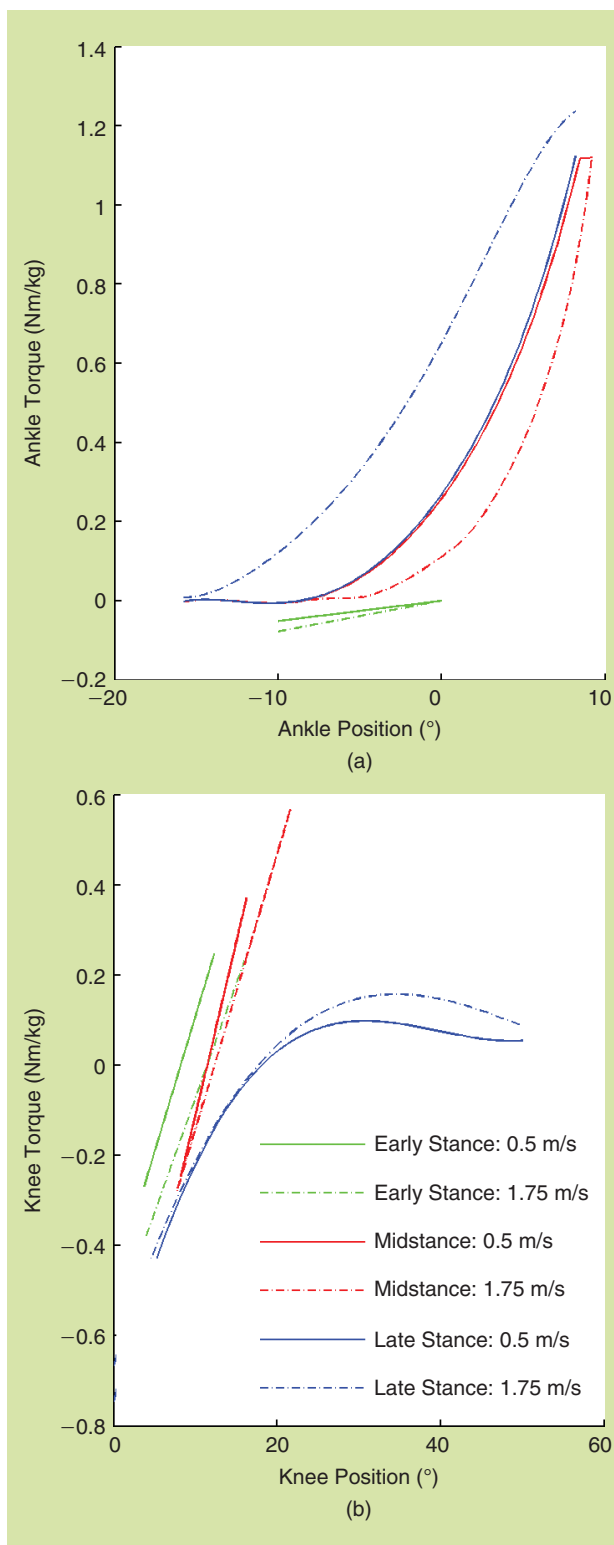 1.4
1.2
1
0.8
0.6
0.4
0.2
0
−0.2
Ankle Torque (Nm/kg)
−20
−10
0
10
Ankle Position (°)
(a)
0.6
0.4
0.2
0
−0.2
−0.4
−0.6
−0.8
Knee Torque (Nm/kg)
Early Stance: 0.5 m/s
Early Stance: 1.75 m/s
Midstance: 0.5 m/s
Midstance: 1.75 m/s
Late Stance: 0.5 m/s
Late Stance: 1.75 m/s
0
20
40
60
Knee Position (°)
(b)